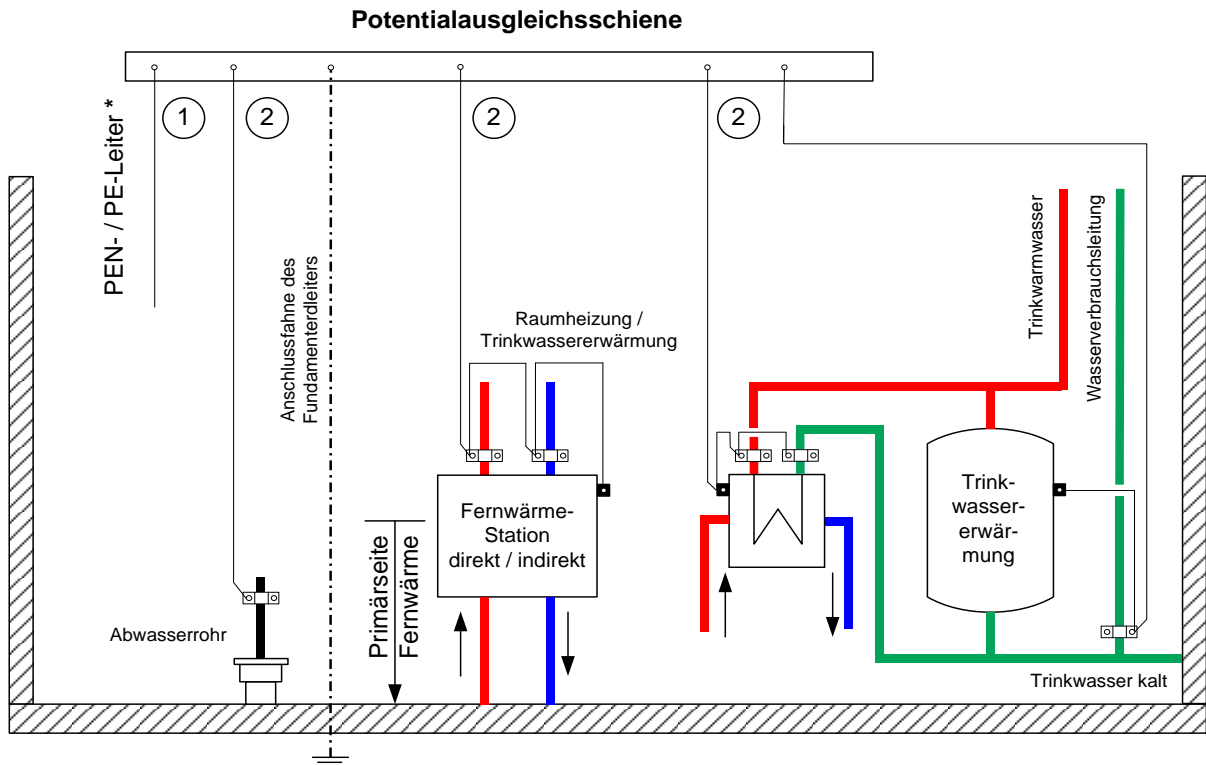 Potentialausgleichsschiene
1
2
2
2
PEN- / PE-Leiter *
Anschlussfahne des
Fundamenterdleiters
Raumheizung /
Trinkwassererwärmung
Trinkwarmwasser
Wasserverbrauchsleitung
Fernwärme-
Station
direkt / indirekt
Trink-
wasser-
erwär-
mung
Primärseite
Fernwärme
Abwasserrohr
Trinkwasser kalt